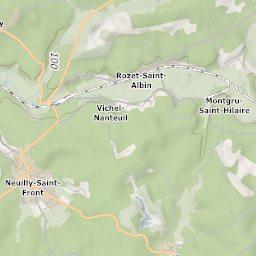 100
Rozet-Saint-
Albin
Vichel-
Nanteuil
Montgru-
Saint-Hilaire
Neuilly-Saint-
Front